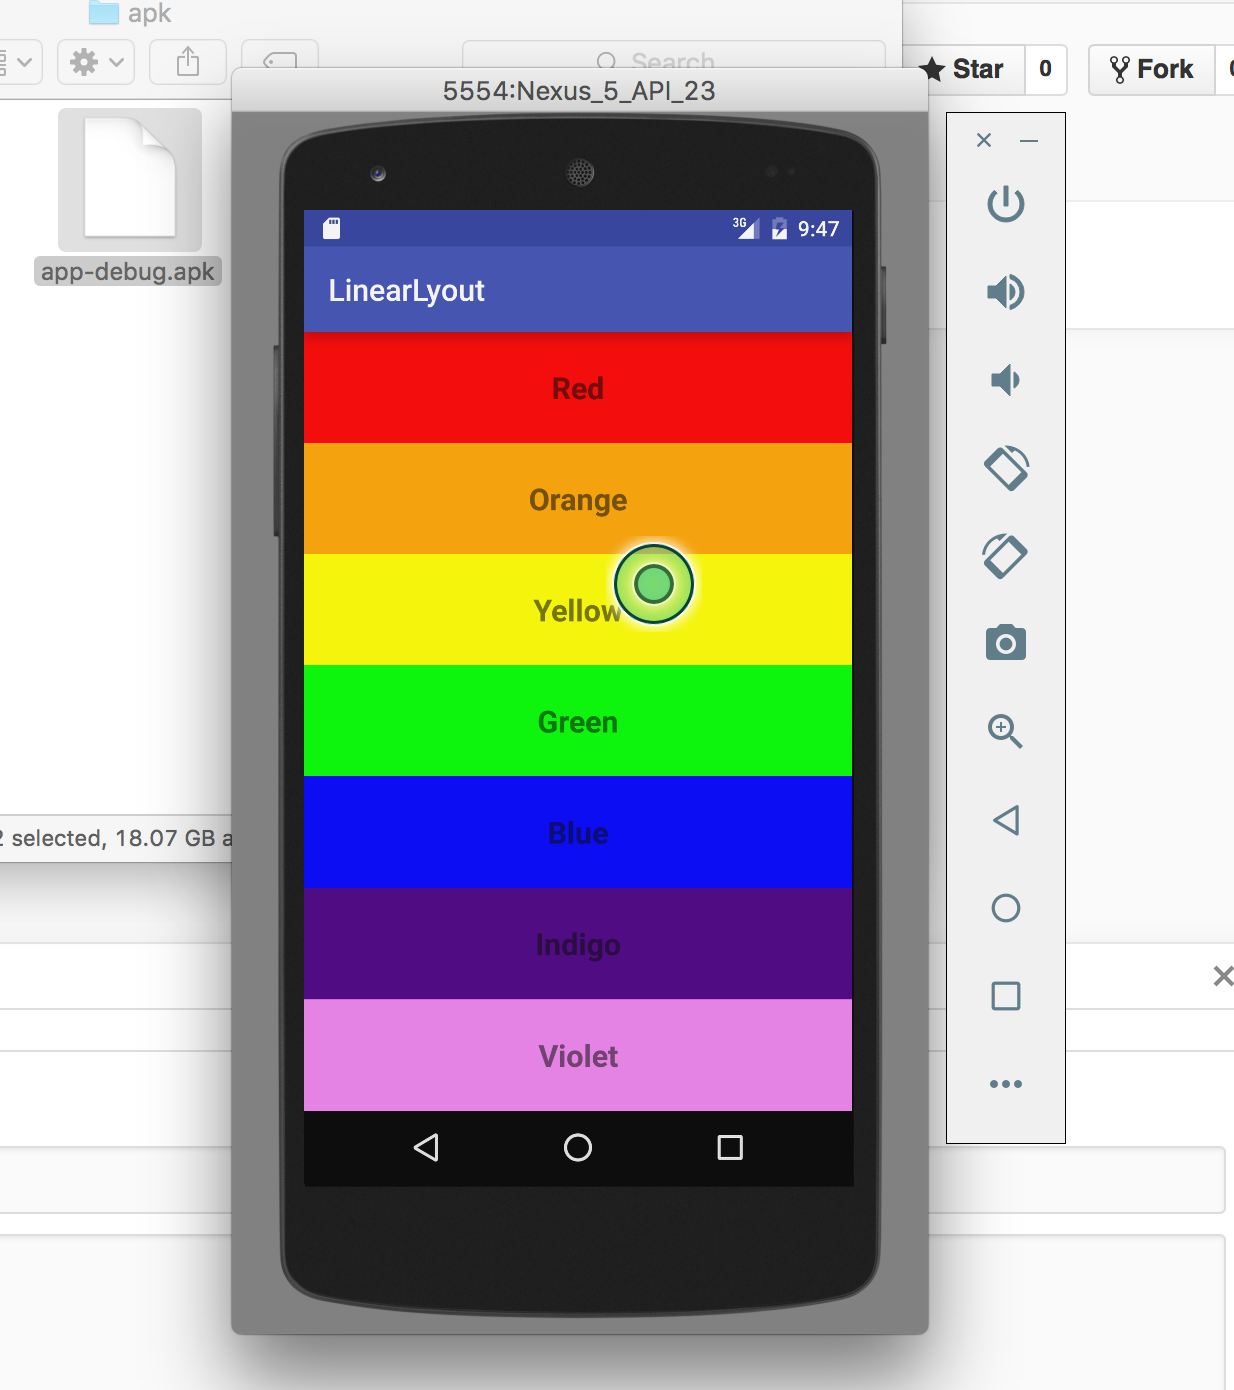 apk
Search
Star 0
Fork
5554:Nexus_5_API_23
app-debug.apk
3G 9:47
LinearLyout
Red
Orange
Yellow
Green
Blue
Indigo
Violet
selected, 18.07 GB